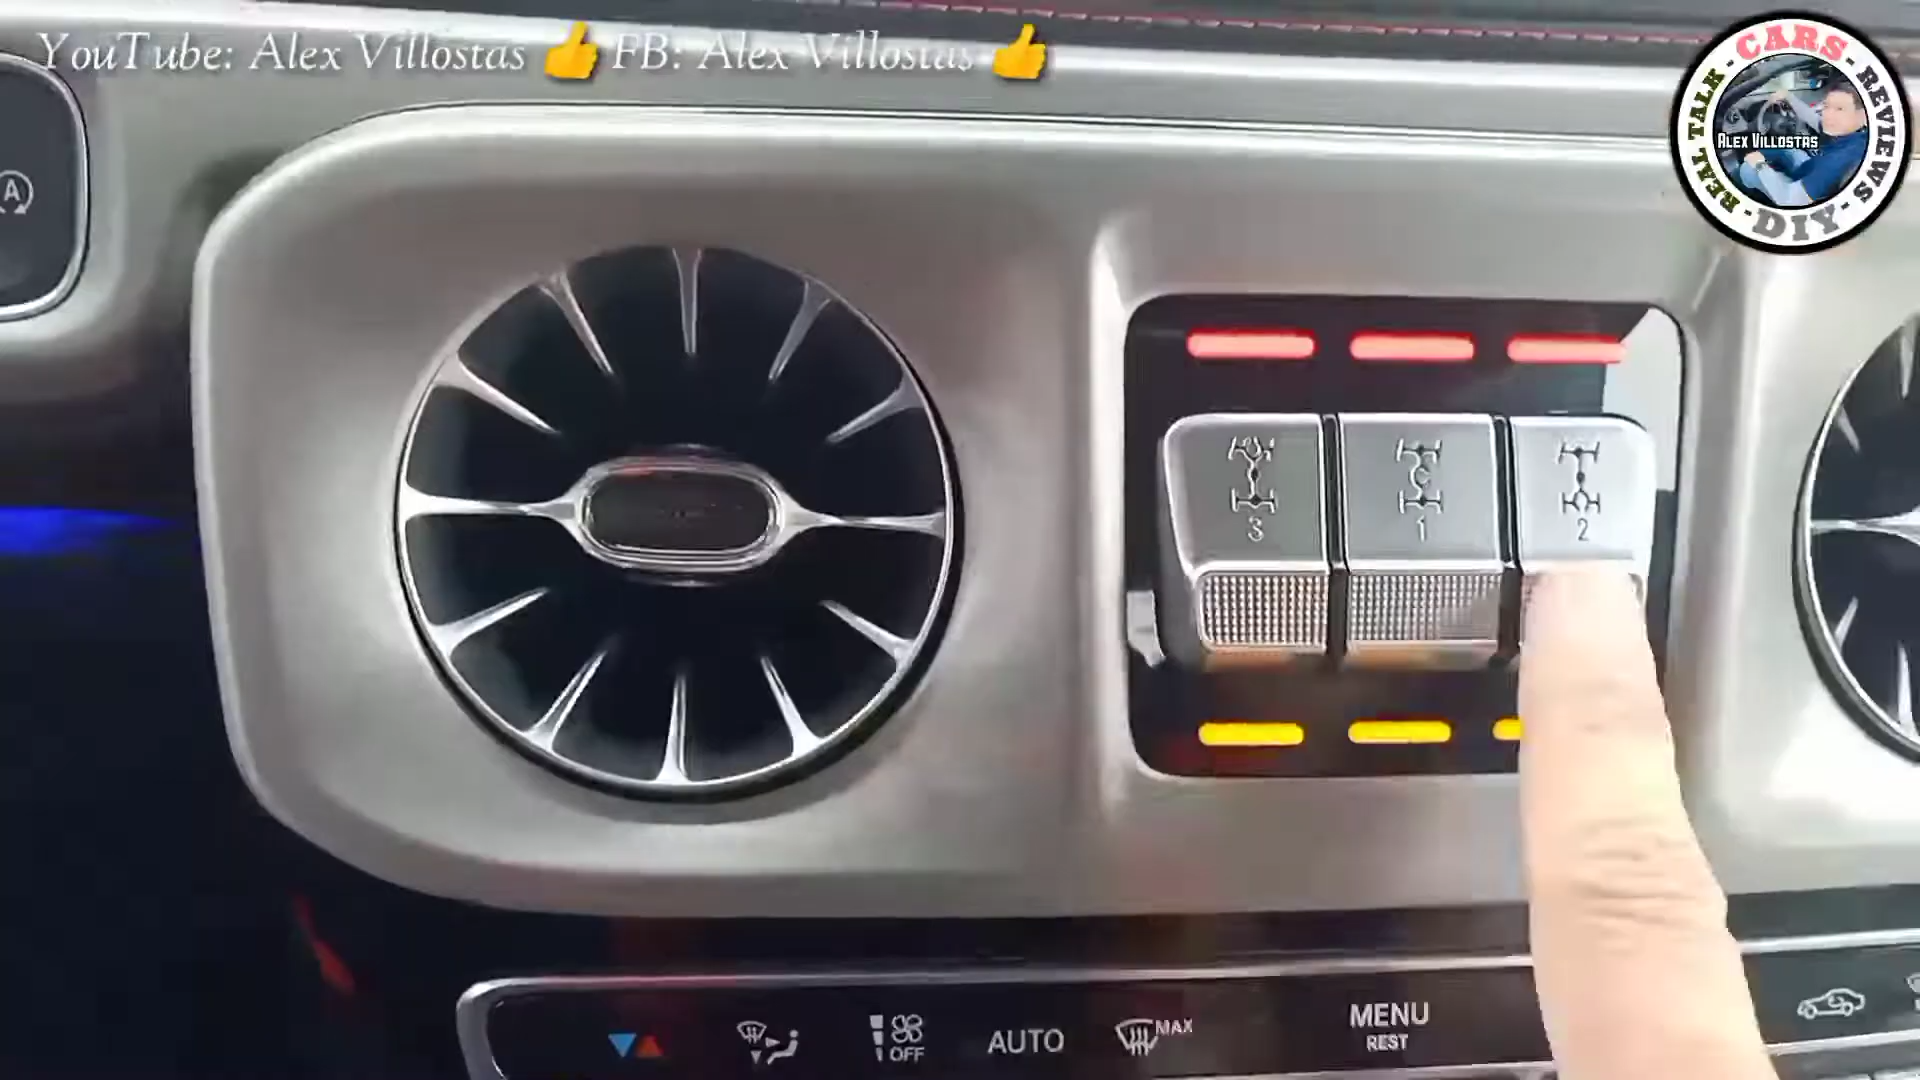 YouTube: Alex Villostas 👍 FB: Alex Villostas 👍
REAL TALK - CARS - REVIEWS - DIY -
ALEX VILLOSTAS
A
3
C
1
2
OFF
AUTO
MAX
MENU
REST